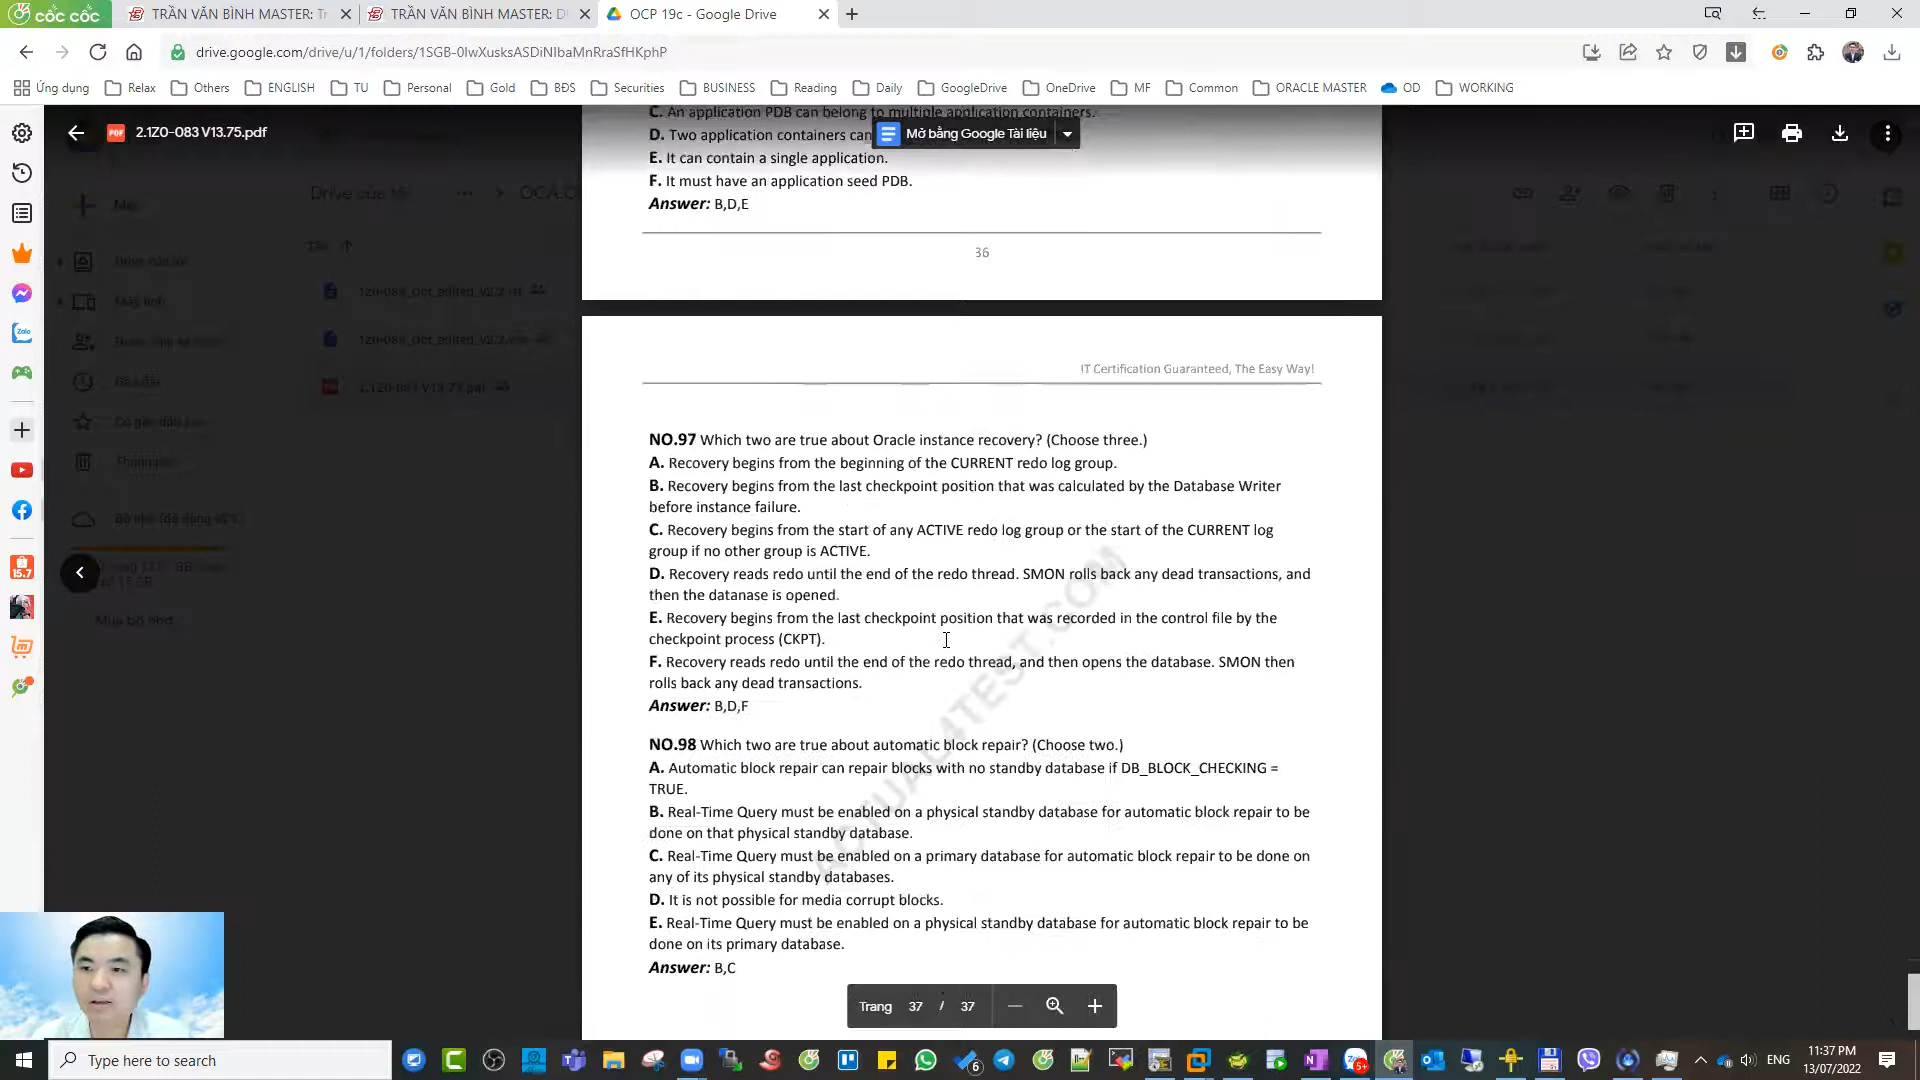 cốc cốc
TRẦN VĂN BÌNH MASTER: Tr
TRẦN VĂN BÌNH MASTER: D
OCP 19c - Google Drive
drive.google.com/drive/u/1/folders/1SGB-0IwXusksASDiNIbaMnRraSfHKphP
Ứng dụng
Relax
Others
ENGLISH
TU
Personal
Gold
BĐS
Securities
BUSINESS
Reading
Daily
GoogleDrive
OneDrive
MF
Common
ORACLE MASTER
OD
WORKING
2.1Z0-083 V13.75.pdf
Mở bằng Google Tài liệu
C. An application PDB can belong to multiple application containers.
D. Two application containers can
E. It can contain a single application.
F. It must have an application seed PDB.
Answer: B,D,E
36
IT Certification Guaranteed, The Easy Way!
NO.97 Which two are true about Oracle instance recovery? (Choose three.)
A. Recovery begins from the beginning of the CURRENT redo log group.
B. Recovery begins from the last checkpoint position that was calculated by the Database Writer
before instance failure.
C. Recovery begins from the start of any ACTIVE redo log group or the start of the CURRENT log
group if no other group is ACTIVE.
D. Recovery reads redo until the end of the redo thread. SMON rolls back any dead transactions, and
then the datanase is opened.
E. Recovery begins from the last checkpoint position that was recorded in the control file by the
checkpoint process (CKPT).
F. Recovery reads redo until the end of the redo thread, and then opens the database. SMON then
rolls back any dead transactions.
Answer: B,D,F
NO.98 Which two are true about automatic block repair? (Choose two.)
A. Automatic block repair can repair blocks with no standby database if DB_BLOCK_CHECKING =
TRUE.
B. Real-Time Query must be enabled on a physical standby database for automatic block repair to be
done on that physical standby database.
C. Real-Time Query must be enabled on a primary database for automatic block repair to be done on
any of its physical standby databases.
D. It is not possible for media corrupt blocks.
E. Real-Time Query must be enabled on a physical standby database for automatic block repair to be
done on its primary database.
Answer: B,C
ACTUAL4TEST.COM
Trang 37 / 37
Type here to search
ENG
11:37 PM
13/07/2022